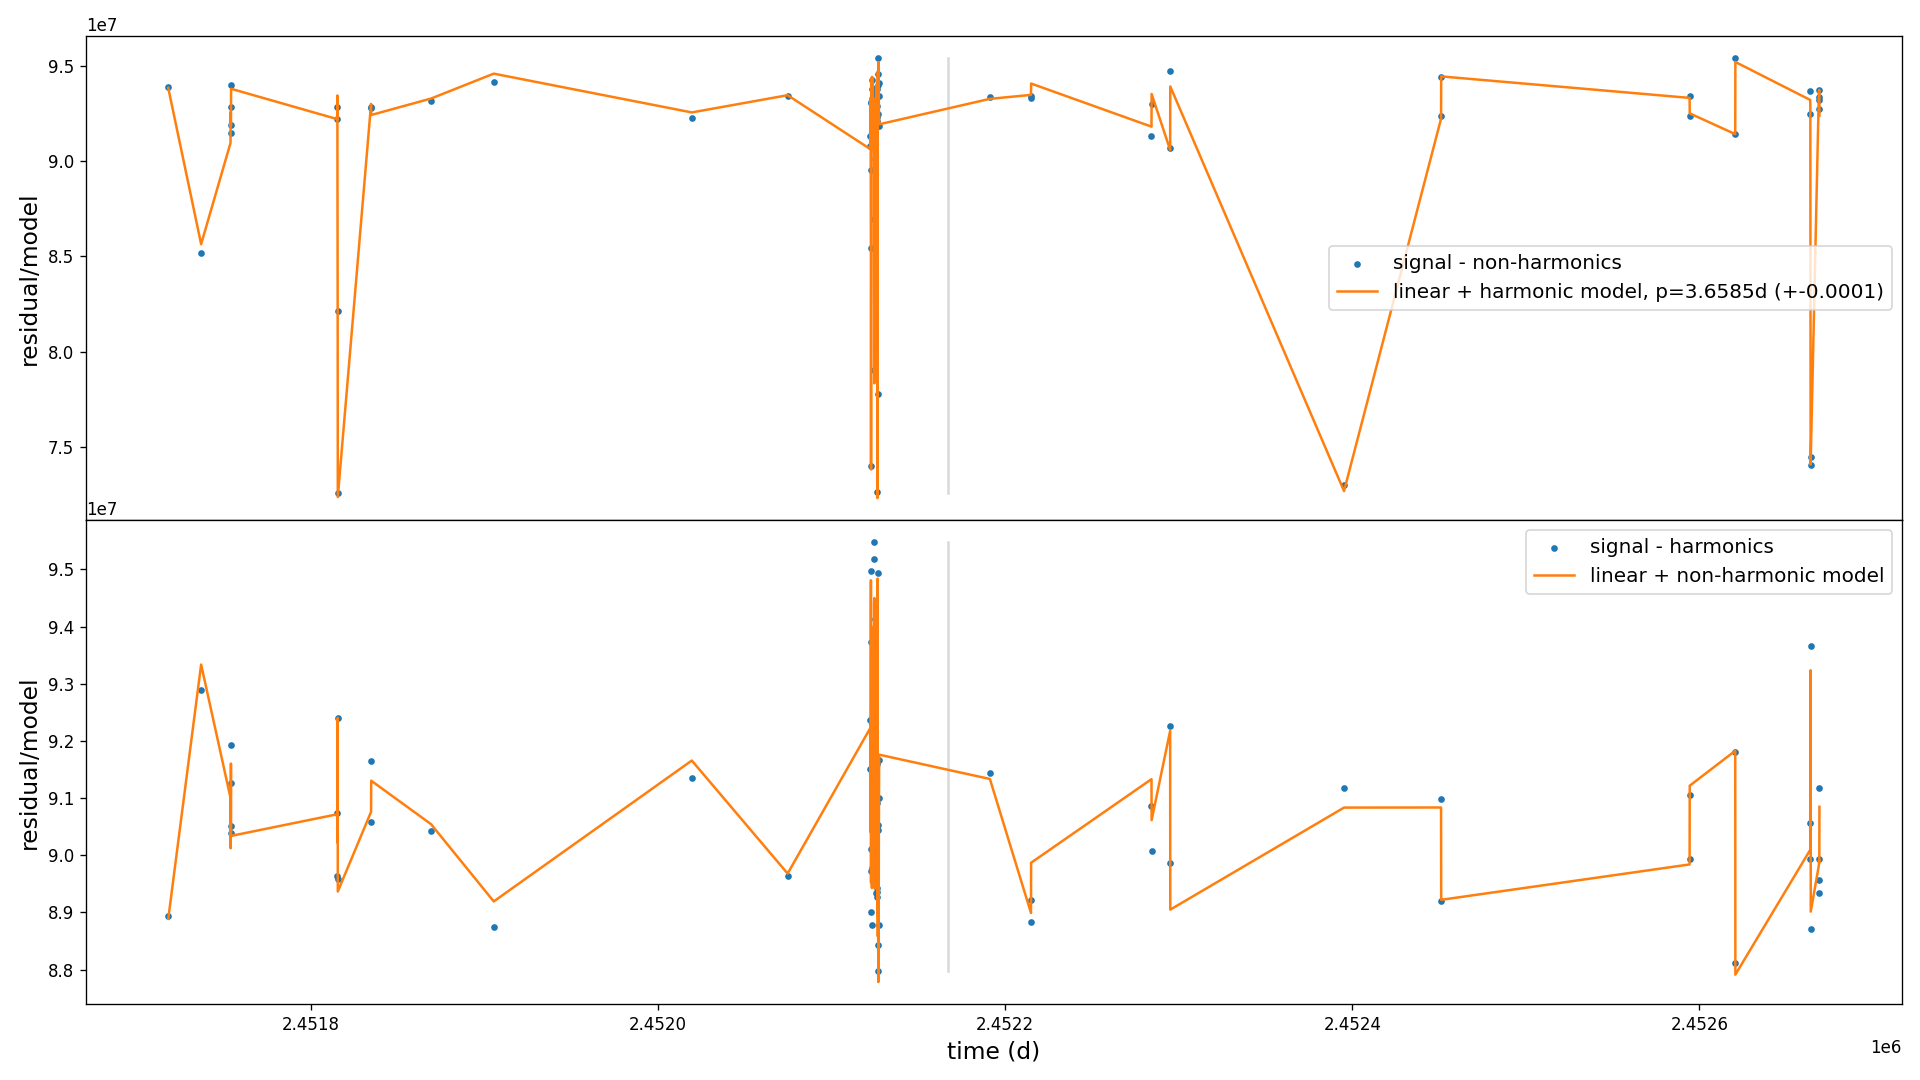 1e7
9.5
9.0
8.5
8.0
7.5
residual/model
signal - non-harmonics
linear + harmonic model, p=3.6585d (+-0.0001)
1e7
9.5
9.4
9.3
9.2
9.1
9.0
8.9
8.8
residual/model
signal - harmonics
linear + non-harmonic model
2.4518
2.4520
2.4522
2.4524
2.4526
time (d)
1e6